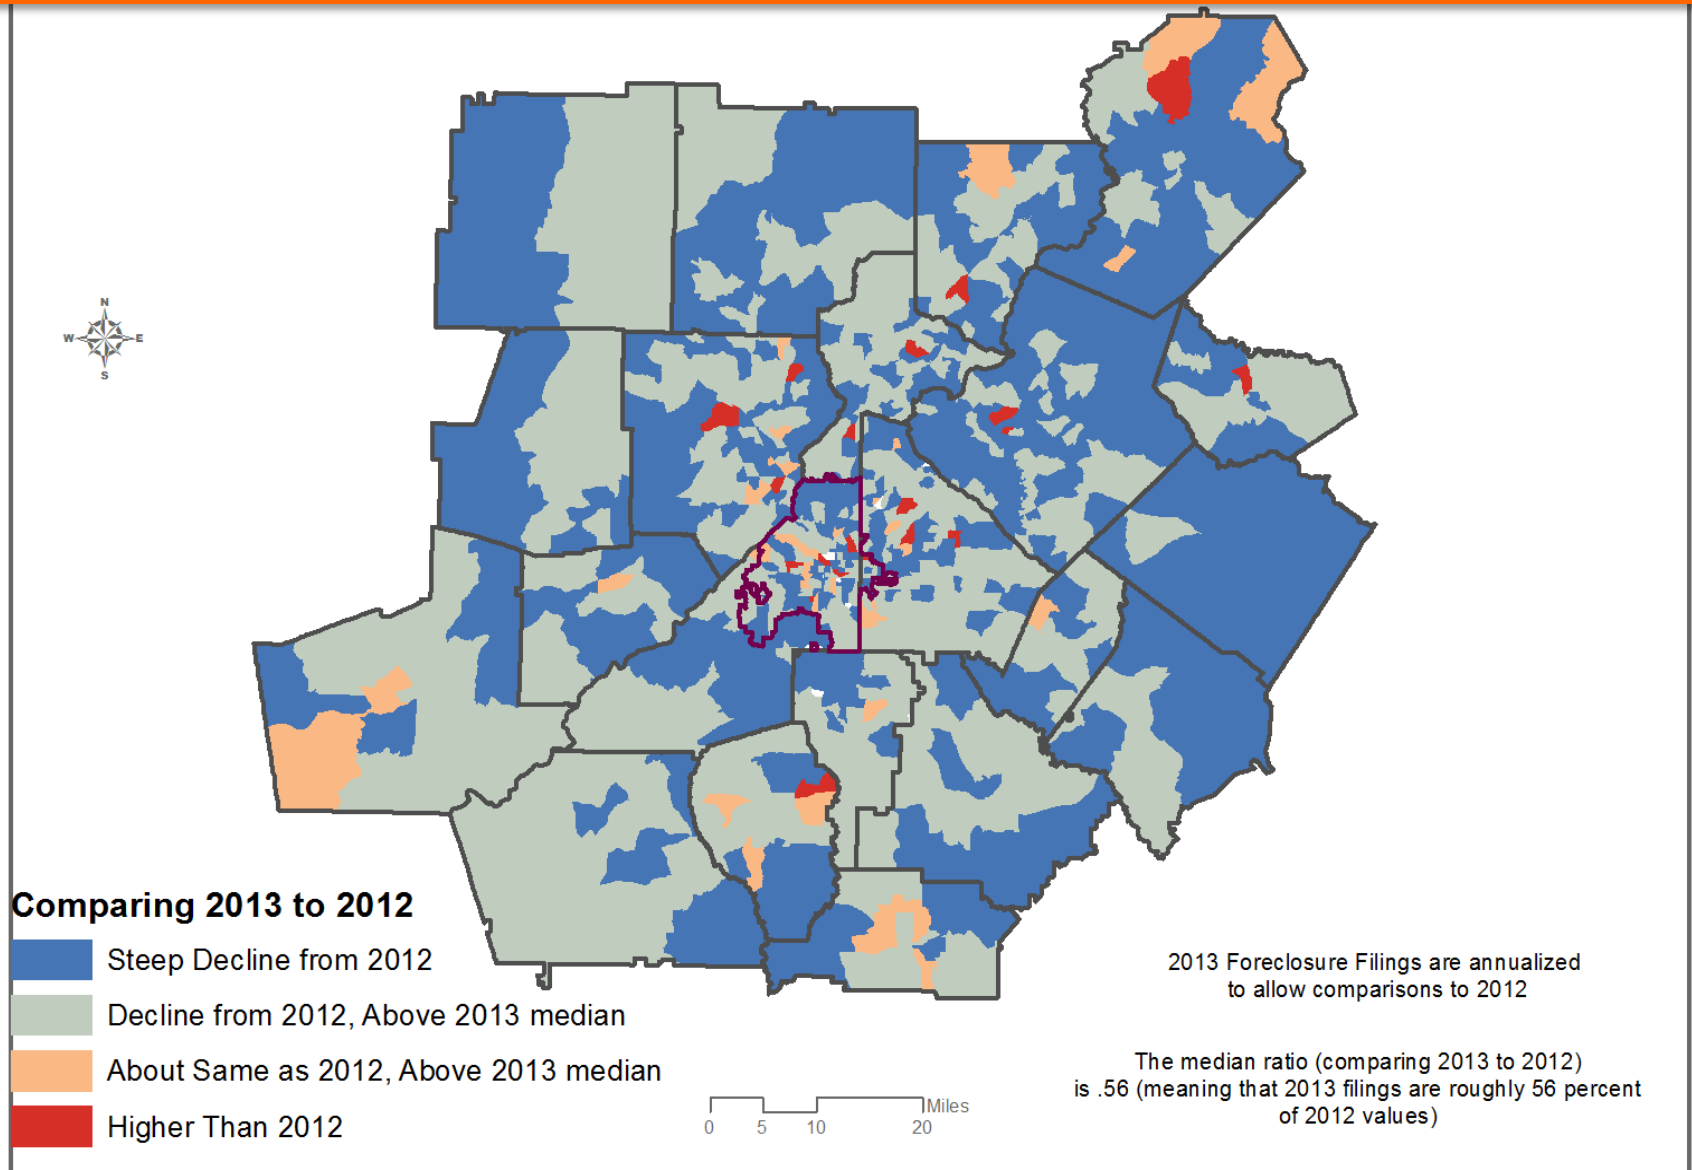 N
W E
S
Comparing 2013 to 2012
Steep Decline from 2012
Decline from 2012, Above 2013 median
About Same as 2012, Above 2013 median
Higher Than 2012
Miles
0 5 10 20
2013 Foreclosure Filings are annualized
to allow comparisons to 2012
The median ratio (comparing 2013 to 2012)
is .56 (meaning that 2013 filings are roughly 56 percent
of 2012 values)